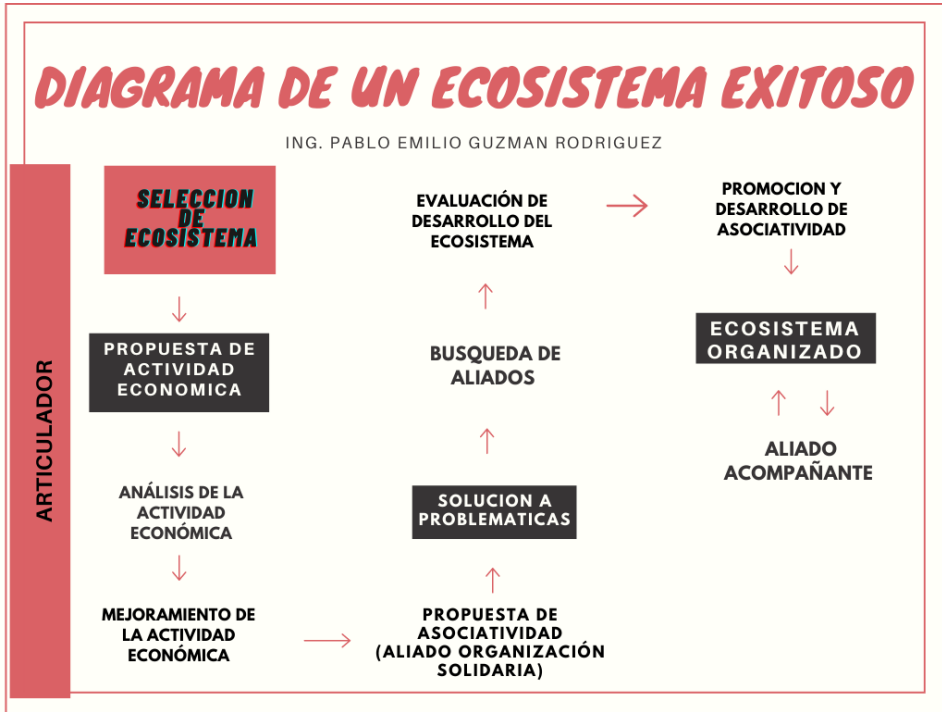 DIAGRAMA DE UN ECOSISTEMA EXITOSO
ING. PABLO EMILIO GUZMAN RODRIGUEZ
ARTICULADOR
SELECCION
DE
ECOSISTEMA
PROPUESTA DE
ACTIVIDAD
ECONOMICA
ANÁLISIS DE LA
ACTIVIDAD
ECONÓMICA
MEJORAMIENTO DE
LA ACTIVIDAD
ECONÓMICA
PROPUESTA DE
ASOCIATIVIDAD
(ALIADO ORGANIZACIÓN
SOLIDARIA)
SOLUCION A
PROBLEMATICAS
BUSQUEDA DE
ALIADOS
EVALUACIÓN DE
DESARROLLO DEL
ECOSISTEMA
PROMOCION Y
DESARROLLO DE
ASOCIATIVIDAD
ECOSISTEMA
ORGANIZADO
ALIADO
ACOMPAÑANTE